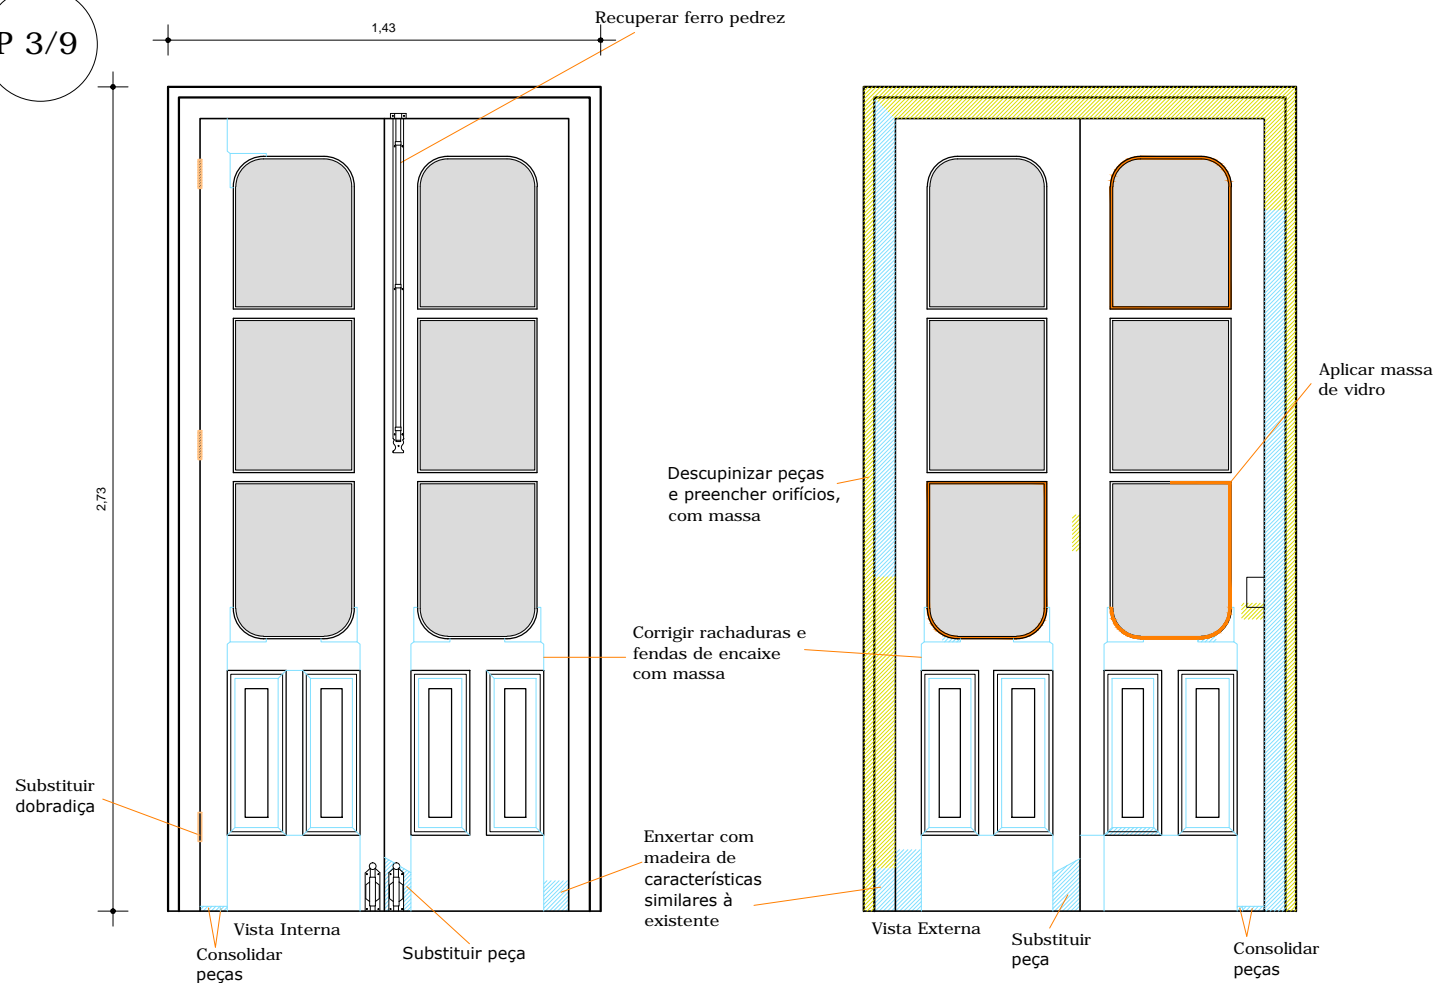 P 3/9
1,43
Recuperar ferro pedrez
2,73
Aplicar massa
de vidro
Descupinizar peças
e preencher orifícios,
com massa
Corrigir rachaduras e
fendas de encaixe
com massa
Substituir
dobradiça
Enxertar com
madeira de
características
similares à
existente
Vista Interna
Vista Externa
Consolidar
peças
Substituir peça
Substituir
peça
Consolidar
peças